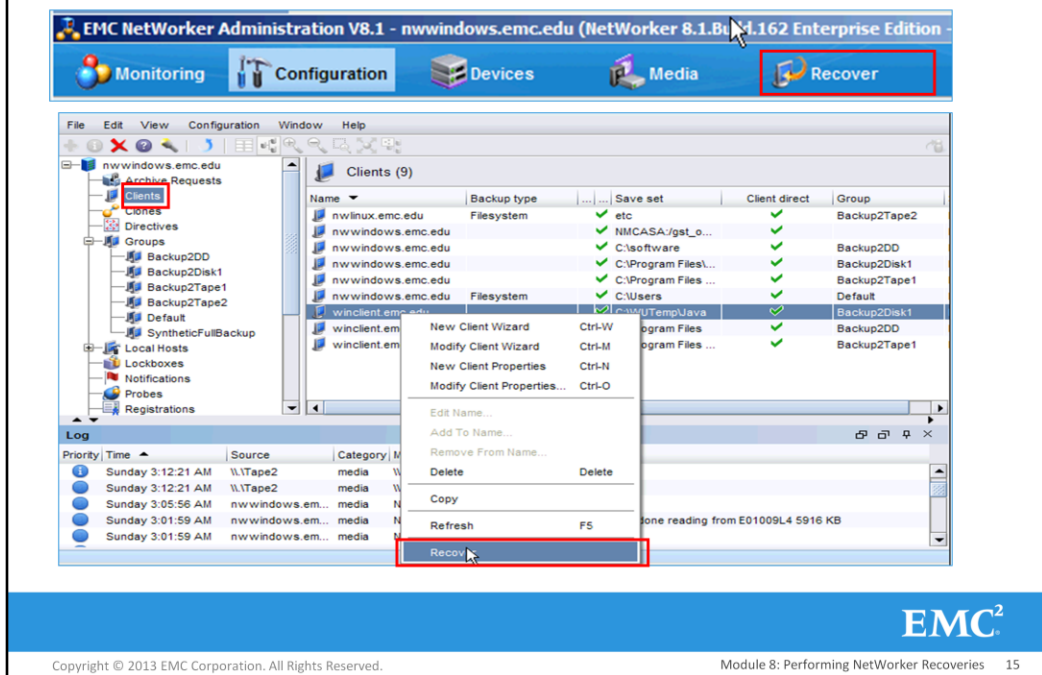 EMC NetWorker Administration V8.1 - nwwindows.emc.edu (NetWorker 8.1.Build.162 Enterprise Edition -
Monitoring Configuration Devices Media Recover
File Edit View Configuration Window Help
nwwindows.emc.edu
Archive Requests
Clients
Clones
Directives
Groups
Backup2DD
Backup2Disk1
Backup2Tape1
Backup2Tape2
Default
SyntheticFullBackup
Local Hosts
Lockboxes
Notifications
Probes
Registrations
Clients (9)
Name Backup type ... ... Save set Client direct Group
nwlinux.emc.edu Filesystem etc Backup2Tape2
nwwindows.emc.edu NMCASA:/gst_o...
nwwindows.emc.edu C:\software Backup2DD
nwwindows.emc.edu C:\Program Files\... Backup2Disk1
nwwindows.emc.edu C:\Program Files ... Backup2Tape1
nwwindows.emc.edu Filesystem C:\Users Default
winclient.emc.edu C:\WUTemp\Java Backup2Disk1
winclient.em ogram Files Backup2DD
winclient.em ogram Files ... Backup2Tape1
New Client Wizard Ctrl-W
Modify Client Wizard Ctrl-M
New Client Properties Ctrl-N
Modify Client Properties... Ctrl-O
Edit Name...
Add To Name...
Remove From Name...
Delete Delete
Copy
Refresh F5
Recov
Log
Priority Time Source Category M
Sunday 3:12:21 AM \\.\Tape2 media \\
Sunday 3:12:21 AM \\.\Tape2 media \\
Sunday 3:05:56 AM nwwindows.em... media N
Sunday 3:01:59 AM nwwindows.em... media N done reading from E01009L4 5916 KB
Sunday 3:01:59 AM nwwindows.em... media N
EMC²
Copyright © 2013 EMC Corporation. All Rights Reserved.
Module 8: Performing NetWorker Recoveries 15